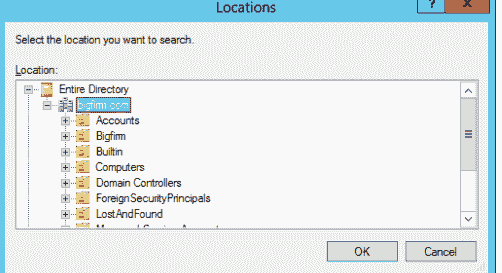 Locations
?
x
Select the location you want to search.
Location:
Entire Directory
bigfirm.com
Accounts
Bigfirm
Builtin
Computers
Domain Controllers
ForeignSecurityPrincipals
LostAndFound
OK
Cancel